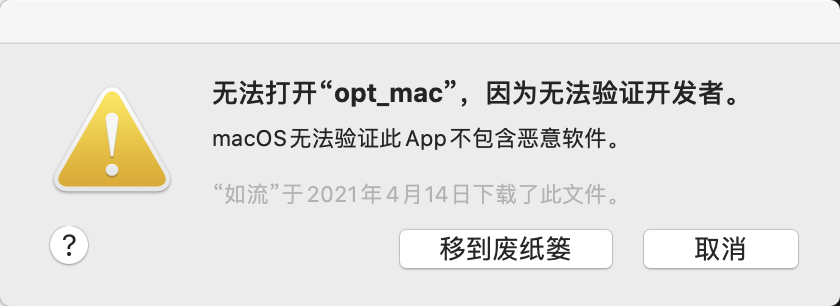 无法打开“opt_mac”，因为无法验证开发者。
macOS无法验证此App不包含恶意软件。
“如流”于2021年4月14日下载了此文件。
?
移到废纸篓
取消